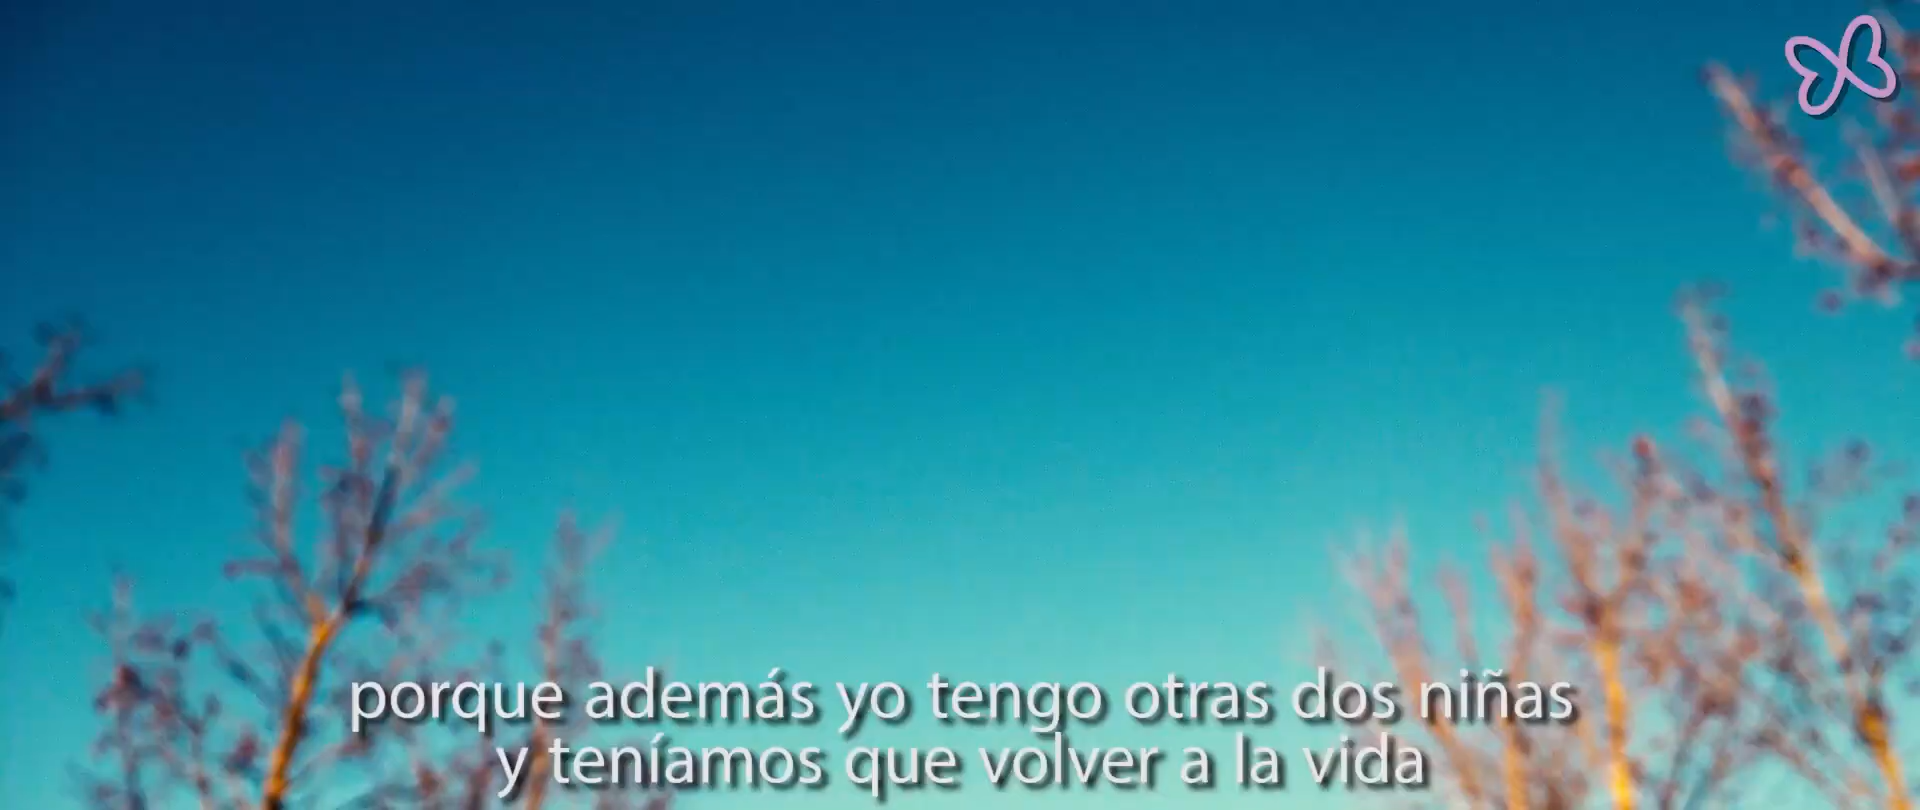 porque además yo tengo otras dos niñas
y teníamos que volver a la vida